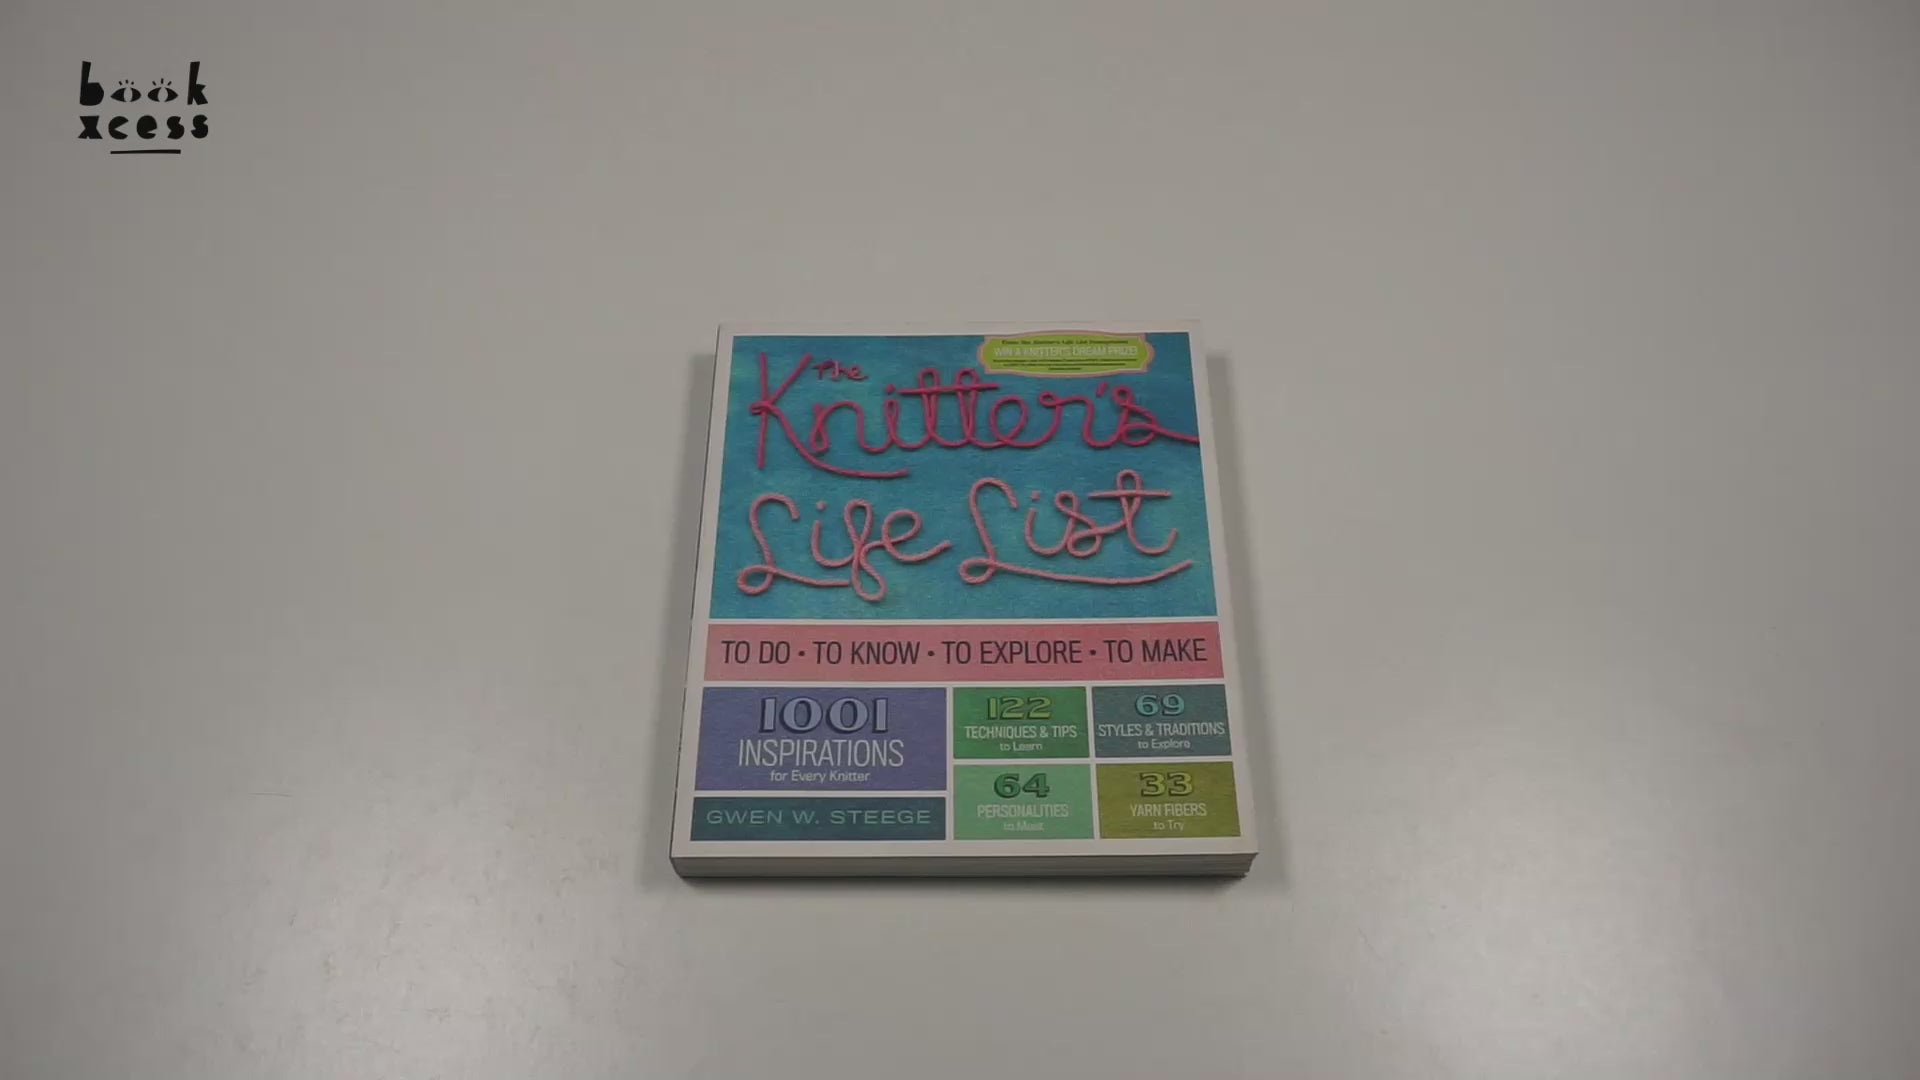 book
xcess
WIN A KNITTER'S DREAM PRIZE!
The
Knitter's
Life List
TO DO • TO KNOW • TO EXPLORE • TO MAKE
1001
INSPIRATIONS
for Every Knitter
GWEN W. STEEGE
122
TECHNIQUES & TIPS
to Learn
69
STYLES & TRADITIONS
to Explore
64
PERSONALITIES
to Meet
33
YARN FIBERS
to Try